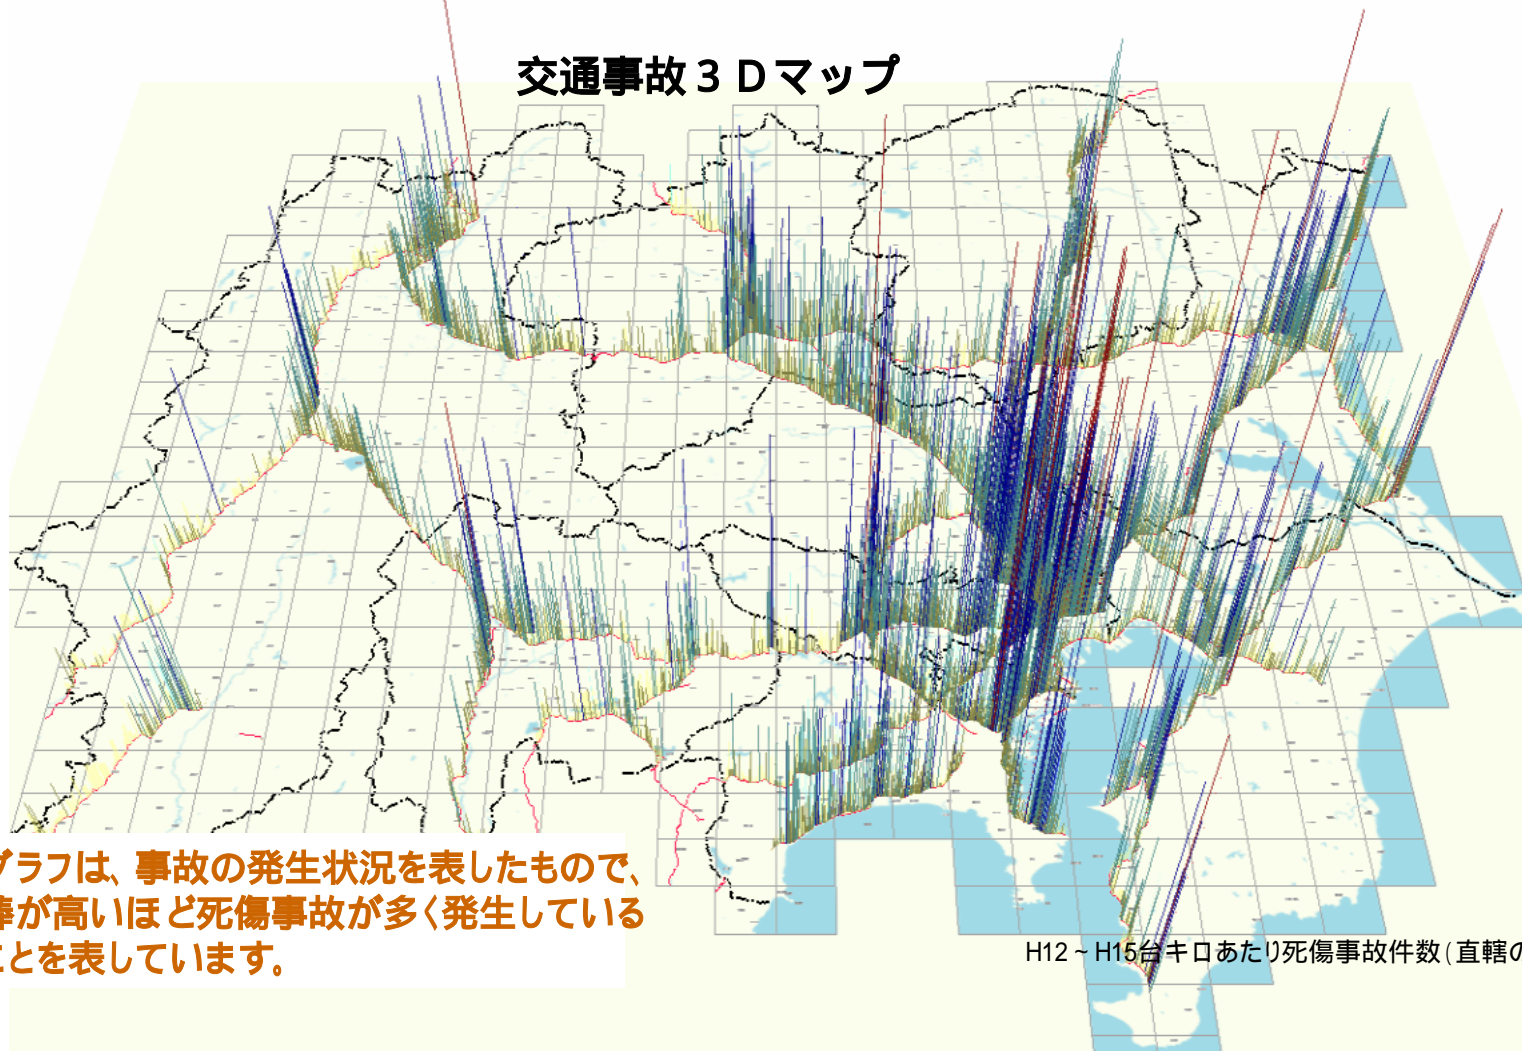 交通事故３Ｄマップ
グラフは、事故の発生状況を表したもので、
棒が高いほど死傷事故が多く発生している
ことを表しています。
H12～H15台キロあたり死傷事故件数(直轄の